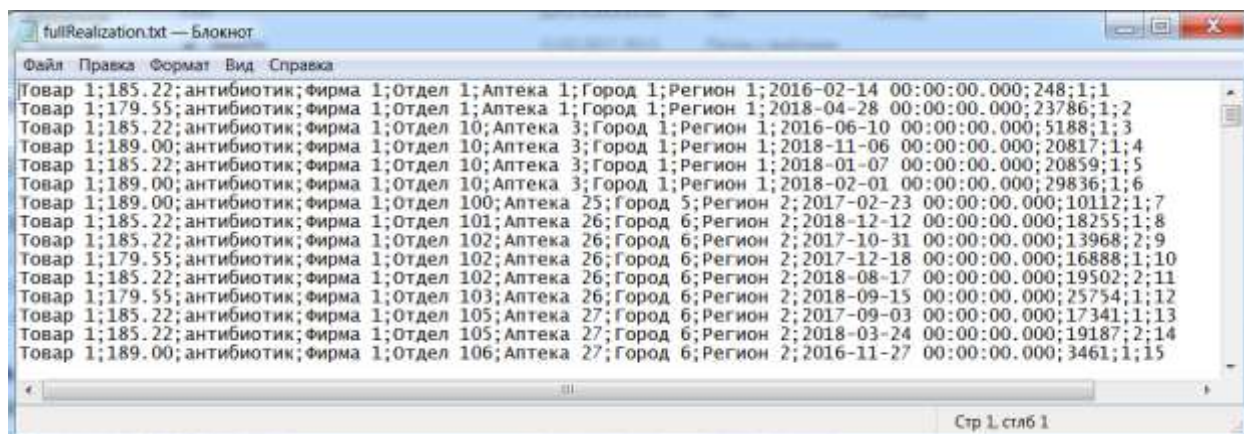 fullRealization.txt — Блокнот
Файл Правка Формат Вид Справка
Товар 1;185.22;антибиотик;Фирма 1;Отдел 1;Аптека 1;Город 1;Регион 1;2016-02-14 00:00:00.000;248;1;1
Товар 1;179.55;антибиотик;Фирма 1;Отдел 1;Аптека 1;Город 1;Регион 1;2018-04-28 00:00:00.000;23786;1;2
Товар 1;185.22;антибиотик;Фирма 1;Отдел 10;Аптека 3;Город 1;Регион 1;2016-06-10 00:00:00.000;5188;1;3
Товар 1;189.00;антибиотик;Фирма 1;Отдел 10;Аптека 3;Город 1;Регион 1;2018-11-06 00:00:00.000;20817;1;4
Товар 1;185.22;антибиотик;Фирма 1;Отдел 10;Аптека 3;Город 1;Регион 1;2018-01-07 00:00:00.000;20859;1;5
Товар 1;189.00;антибиотик;Фирма 1;Отдел 10;Аптека 3;Город 1;Регион 1;2018-02-01 00:00:00.000;29836;1;6
Товар 1;189.00;антибиотик;Фирма 1;Отдел 100;Аптека 25;Город 5;Регион 2;2017-02-23 00:00:00.000;10112;1;7
Товар 1;185.22;антибиотик;Фирма 1;Отдел 101;Аптека 26;Город 6;Регион 2;2018-12-12 00:00:00.000;18255;1;8
Товар 1;185.22;антибиотик;Фирма 1;Отдел 102;Аптека 26;Город 6;Регион 2;2017-10-31 00:00:00.000;13968;2;9
Товар 1;179.55;антибиотик;Фирма 1;Отдел 102;Аптека 26;Город 6;Регион 2;2017-12-18 00:00:00.000;16888;1;10
Товар 1;185.22;антибиотик;Фирма 1;Отдел 102;Аптека 26;Город 6;Регион 2;2018-08-17 00:00:00.000;19502;2;11
Товар 1;179.55;антибиотик;Фирма 1;Отдел 103;Аптека 26;Город 6;Регион 2;2018-09-15 00:00:00.000;25754;1;12
Товар 1;185.22;антибиотик;Фирма 1;Отдел 105;Аптека 27;Город 6;Регион 2;2017-09-03 00:00:00.000;17341;1;13
Товар 1;185.22;антибиотик;Фирма 1;Отдел 105;Аптека 27;Город 6;Регион 2;2018-03-24 00:00:00.000;19187;2;14
Товар 1;189.00;антибиотик;Фирма 1;Отдел 106;Аптека 27;Город 6;Регион 2;2016-11-27 00:00:00.000;3461;1;15
Стр 1, стлб 1